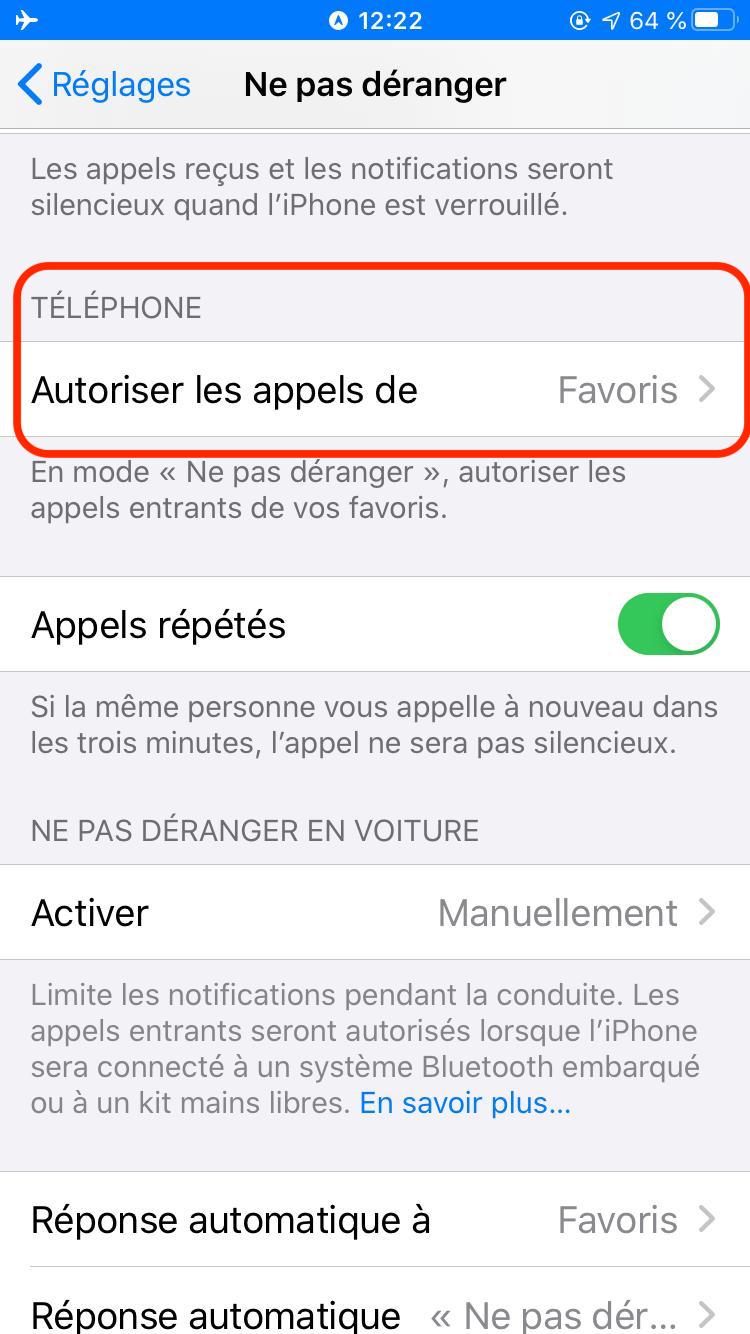 12:22
64 %
Réglages
Ne pas déranger
Les appels reçus et les notifications seront
silencieux quand l’iPhone est verrouillé.
TÉLÉPHONE
Autoriser les appels de
Favoris
En mode « Ne pas déranger », autoriser les
appels entrants de vos favoris.
Appels répétés
Si la même personne vous appelle à nouveau dans
les trois minutes, l’appel ne sera pas silencieux.
NE PAS DÉRANGER EN VOITURE
Activer
Manuellement
Limite les notifications pendant la conduite. Les
appels entrants seront autorisés lorsque l’iPhone
sera connecté à un système Bluetooth embarqué
ou à un kit mains libres. En savoir plus…
Réponse automatique à
Favoris
Réponse automatique
« Ne pas dér…